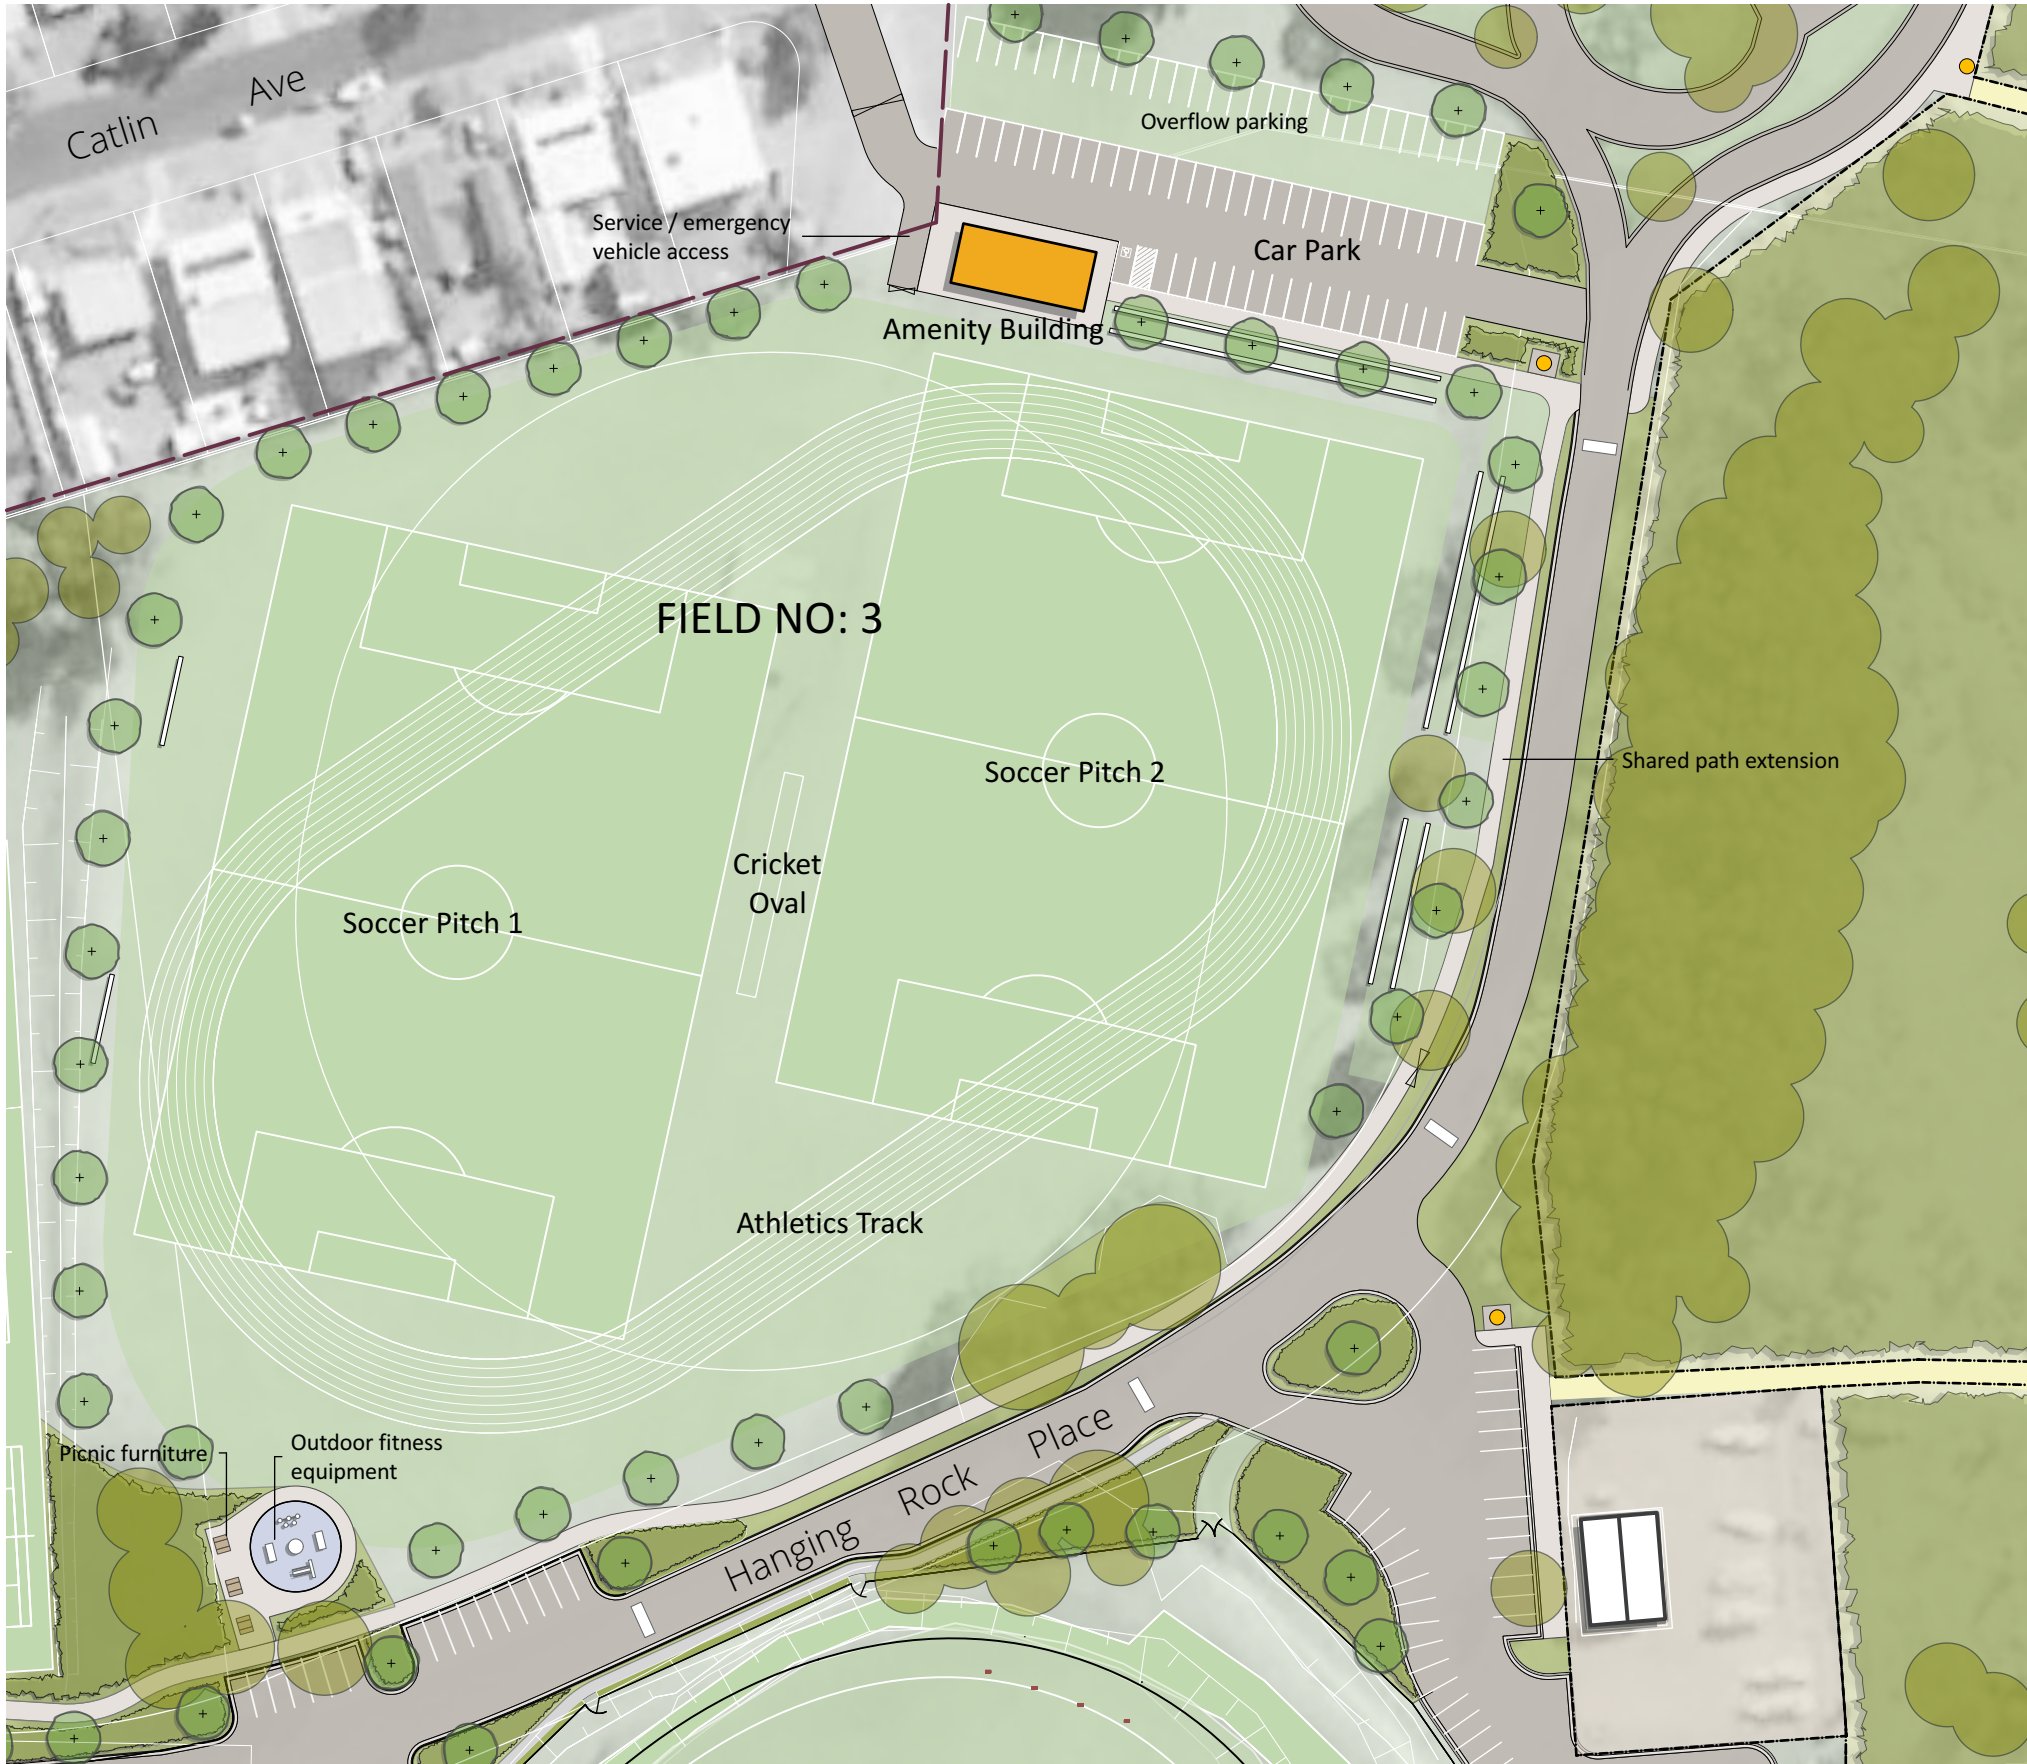 Catlin Ave
Overflow parking
Service / emergency
vehicle access
Car Park
Amenity Building
FIELD NO: 3
Soccer Pitch 2
Shared path extension
Cricket
Oval
Soccer Pitch 1
Athletics Track
Picnic furniture
Outdoor fitness
equipment
Hanging Rock Place